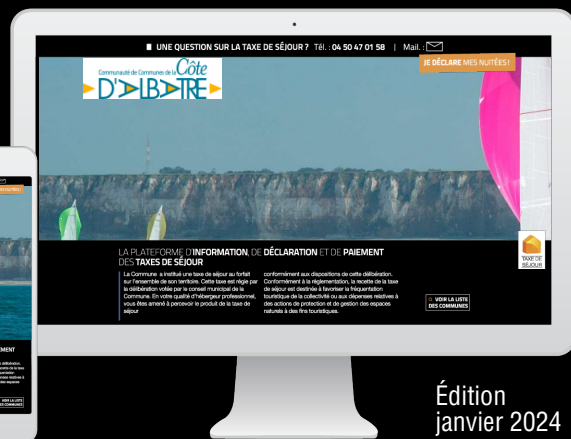 ■ UNE QUESTION SUR LA TAXE DE SÉJOUR ? Tél. : 04 50 47 01 58 | Mail. :
JE DÉCLARE MES NUITÉES !
Communauté de Communes de la Côte
D'ALBATRE
LA PLATEFORME D'INFORMATION, DE DÉCLARATION ET DE PAIEMENT
DES TAXES DE SÉJOUR
La Commune a institué une taxe de séjour au forfait
sur l'ensemble de son territoire. Cette taxe est régie par
la délibération votée par le conseil municipal de la
Commune. En votre qualité d'hébergeur professionnel,
vous êtes amené à percevoir le produit de la taxe de
séjour
conformément aux dispositions de cette délibération.
Conformément à la réglementation, la recette de la taxe
de séjour est destinée à favoriser la fréquentation
touristique de la collectivité ou aux dépenses relatives à
des actions de protection et de gestion des espaces
naturels à des fins touristiques.
TAXE DE
SÉJOUR
VOIR LA LISTE
DES COMMUNES
VOIR LA LISTE
DES COMMUNES
Édition
janvier 2024